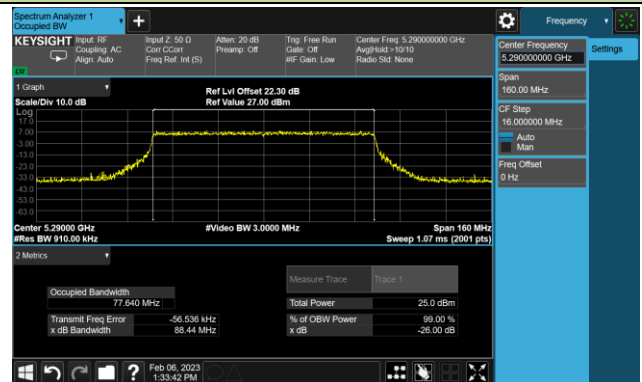 Spectrum Analyzer 1
Occupied BW
Frequency
KEYSIGHT
Input: RF
Coupling: AC
Align: Auto
Input Z: 50 Ω
Corr CCorr
Freq Ref: Int (S)
Atten: 20 dB
Preamp: Off
Trig: Free Run
Gate: Off
#IF Gain: Low
Center Freq: 5.290000000 GHz
Avg|Hold:>10/10
Radio Std: None
Center Frequency
5.290000000 GHz
Settings
Span
160.00 MHz
CF Step
16.000000 MHz
Auto
Man
Freq Offset
0 Hz
1 Graph
Scale/Div 10.0 dB
Ref Lvl Offset 22.30 dB
Ref Value 27.00 dBm
Log
17.0
7.00
-3.00
-13.0
-23.0
-33.0
-43.0
-53.0
-63.0
Center 5.29000 GHz
#Res BW 910.00 kHz
#Video BW 3.0000 MHz
Span 160 MHz
Sweep 1.07 ms (2001 pts)
2 Metrics
Measure Trace
Trace 1
Occupied Bandwidth
77.640 MHz
Total Power
25.0 dBm
Transmit Freq Error
-56.536 kHz
% of OBW Power
99.00 %
x dB Bandwidth
88.44 MHz
x dB
-26.00 dB
Feb 06, 2023
1:33:42 PM